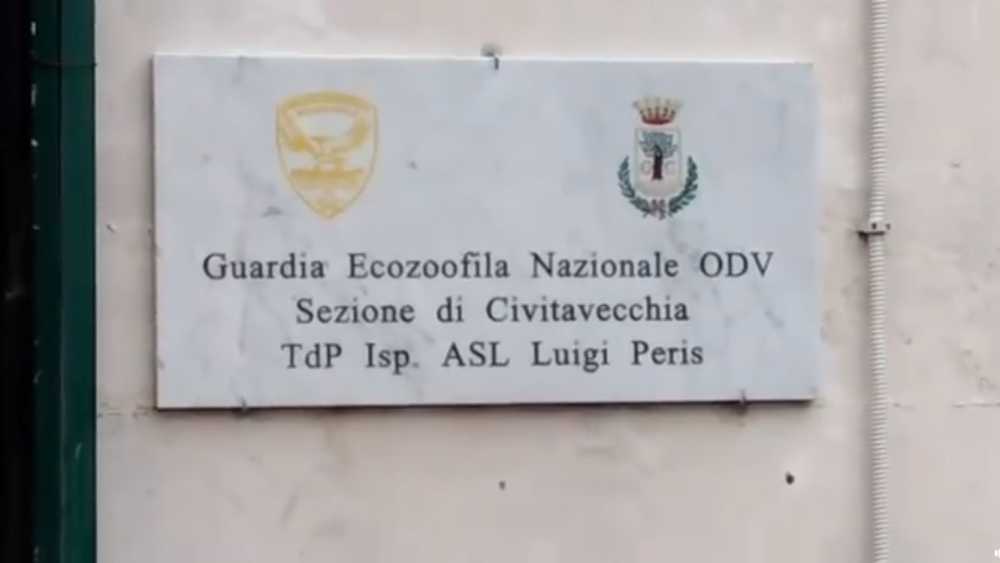 Guardia Ecozoofila Nazionale ODV
Sezione di Civitavecchia
TdP Isp. ASL Luigi Peris